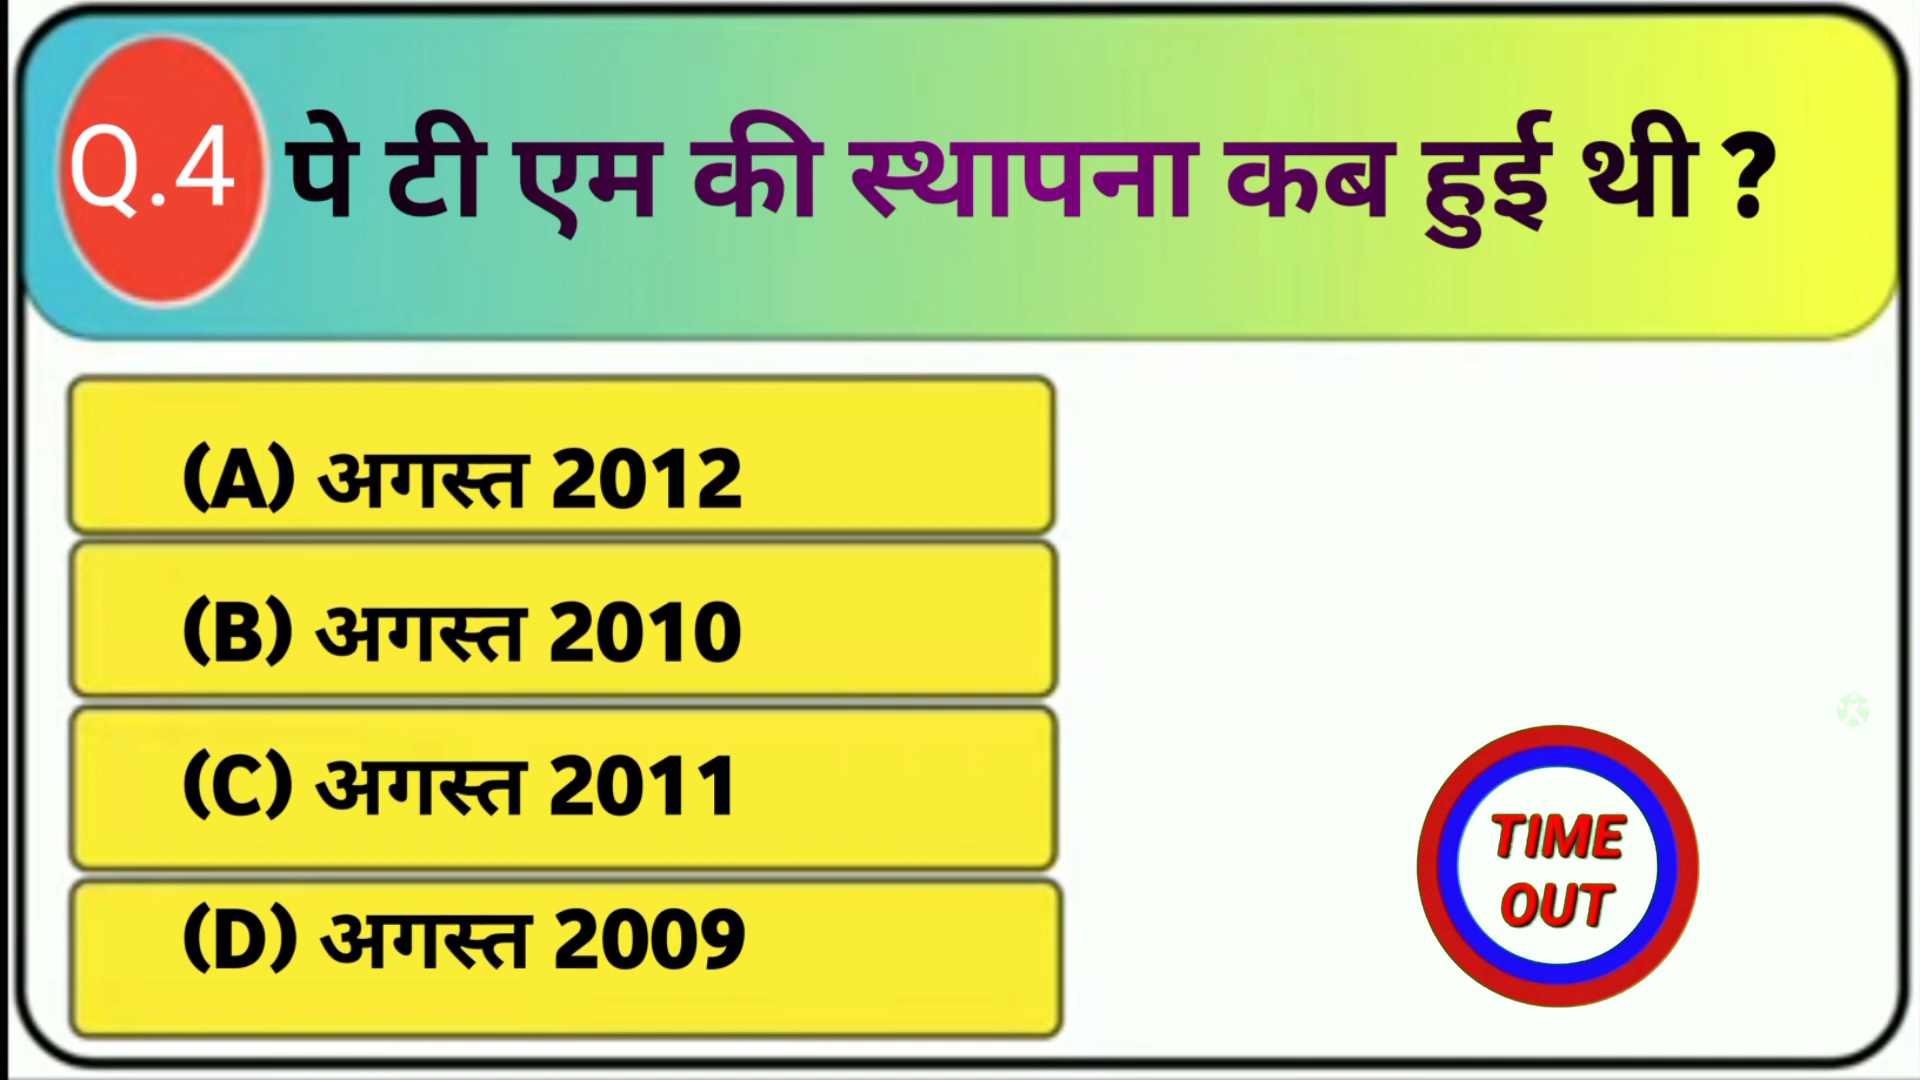 Q.4 पे टी एम की स्थापना कब हुई थी ?
(A) अगस्त 2012
(B) अगस्त 2010
(C) अगस्त 2011
(D) अगस्त 2009
TIME
OUT